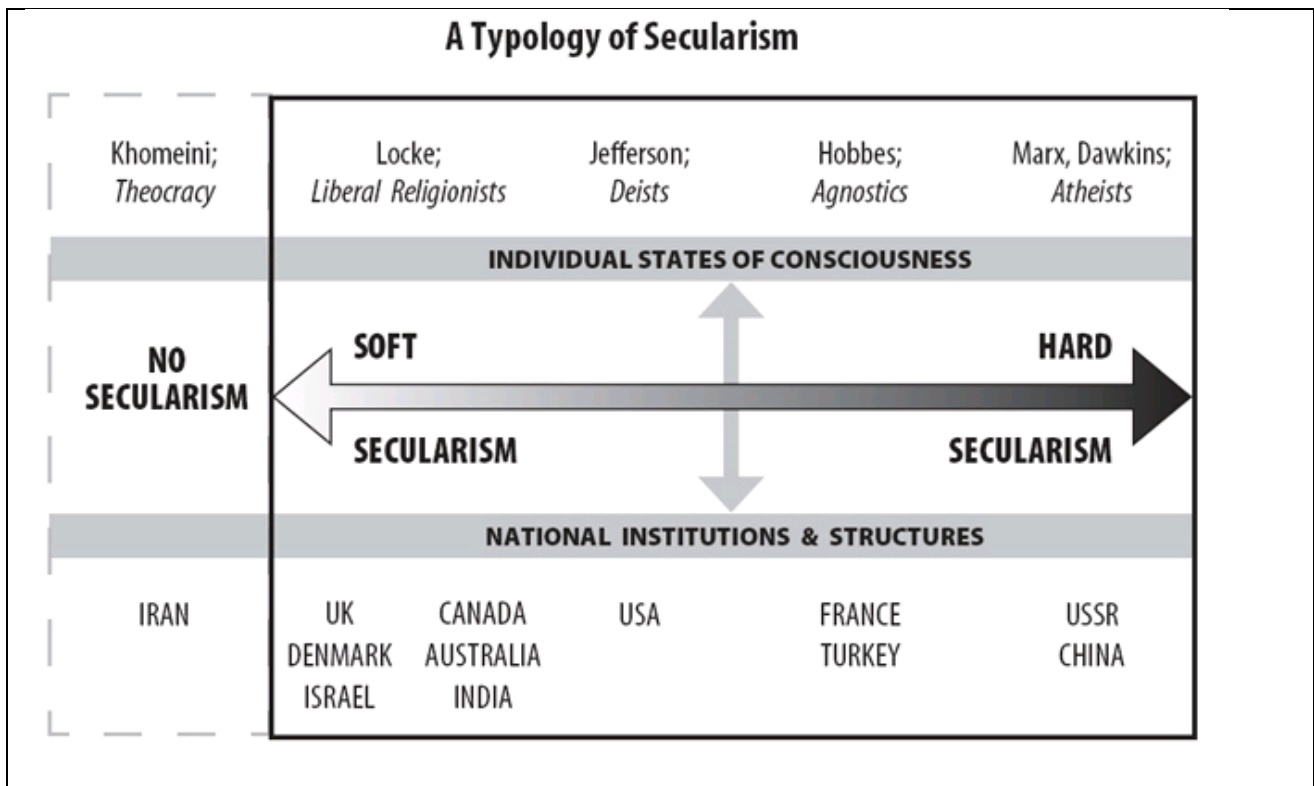 A Typology of Secularism
Khomeini;
Theocracy
Locke;
Liberal Religionists
Jefferson;
Deists
Hobbes;
Agnostics
Marx, Dawkins;
Atheists
INDIVIDUAL STATES OF CONSCIOUSNESS
NO
SECULARISM
SOFT
SECULARISM
HARD
SECULARISM
NATIONAL INSTITUTIONS & STRUCTURES
IRAN
UK
DENMARK
ISRAEL
CANADA
AUSTRALIA
INDIA
USA
FRANCE
TURKEY
USSR
CHINA